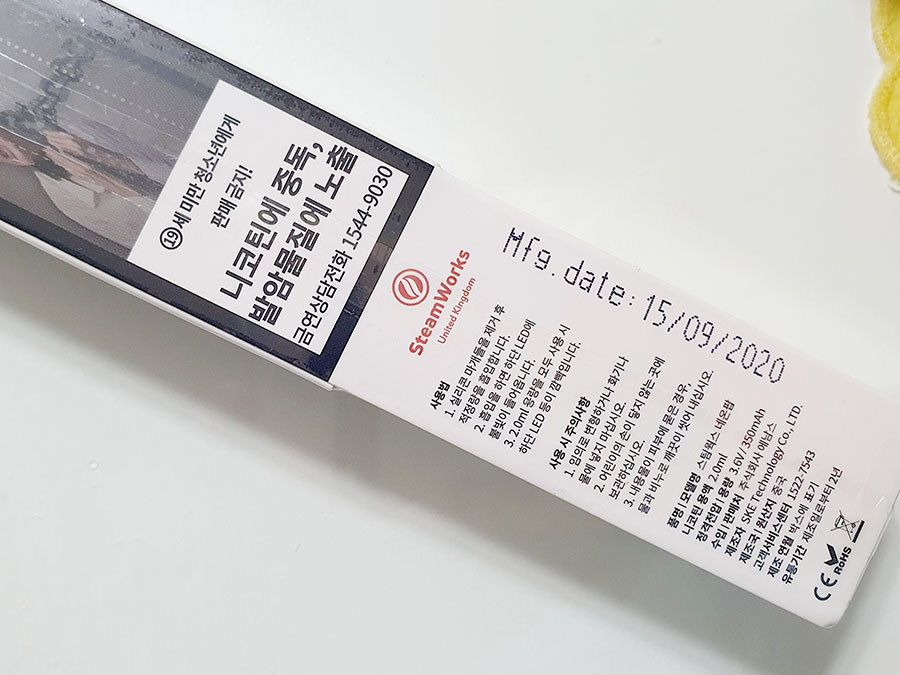 ⑲세 미만 청소년에게
판매 금지!
니코틴에 중독,
발암물질에 노출
금연상담전화 1544-9030
SteamWorks
United Kingdom
Mfg.date:15/09/2020
사용법
1. 실리콘 마개들을 제거 후
적정량을 흡입합니다.
2. 흡입을 하면 하단 LED에
불빛이 들어옵니다.
3. 2.0ml 용량을 모두 사용 시
하단 LED 등이 깜빡입니다.
사용 시 주의사항
1. 임의로 변형하거나 화기나
물에 넣지 마십시오.
2. 어린이의 손이 닿지 않는 곳에
보관하십시오.
3. 내용물이 피부에 묻은 경우,
물과 비누로 깨끗이 씻어 내십시오.
품명 | 모델명 스팀웍스 네온밥
니코틴 용액 2.0ml
정격전압 | 용량 3.6V/350mAh
수입 | 판매처 주식회사 에닙스
제조자 SKE Technology Co., LTD.
제조국 | 원산지 중국
고객서비스센터 1522-7543
제조 연월 박스에 표기
유통기간 제조일로부터 2년
CE RoHS